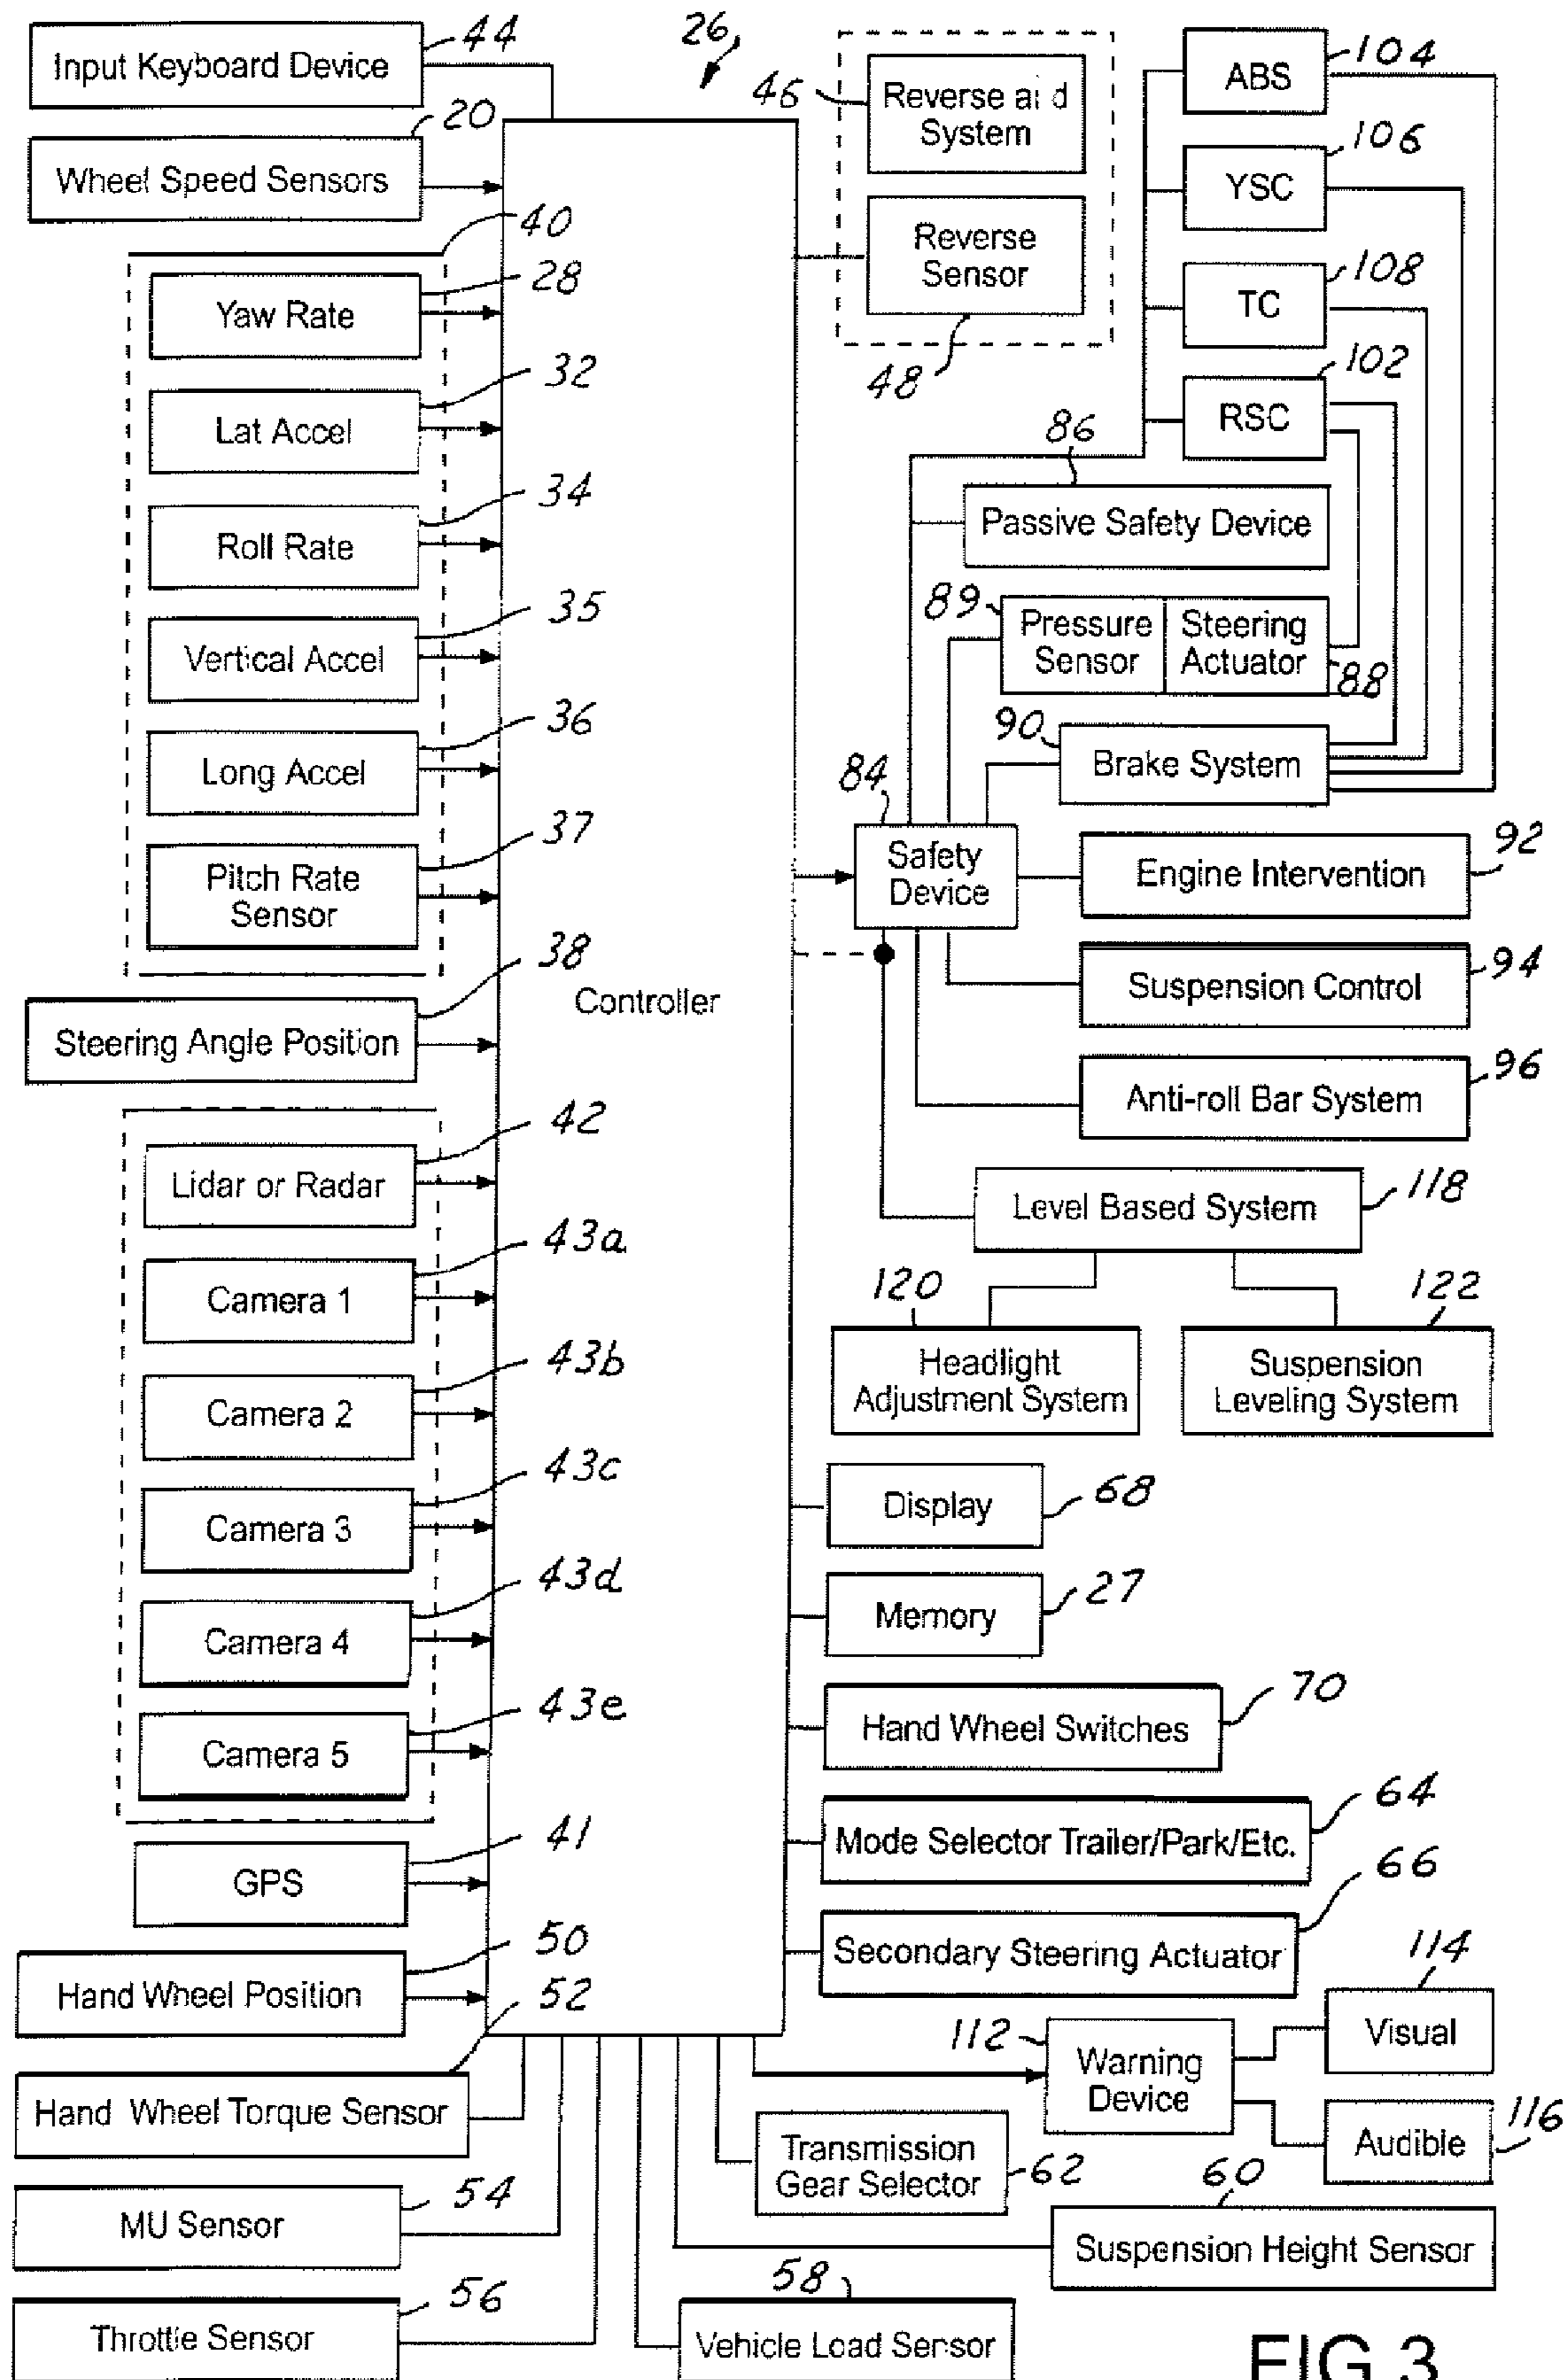 Input Keyboard Device
44
Wheel Speed Sensors
20
40
Yaw Rate
28
Lat Accel
32
Roll Rate
34
Vertical Accel
35
Long Accel
36
Pitch Rate
Sensor
37
Steering Angle Position
38
Lidar or Radar
42
Camera 1
43a
Camera 2
43b
Camera 3
43c
Camera 4
43d
Camera 5
43e
GPS
41
Hand Wheel Position
50
Hand Wheel Torque Sensor
52
MU Sensor
54
Throttle Sensor
56
Controller
26
46
Reverse aid
System
Reverse
Sensor
48
ABS
104
YSC
106
TC
108
RSC
102
86
Passive Safety Device
89
Pressure
Sensor
Steering
Actuator
88
90
Brake System
84
Safety
Device
Engine Intervention
92
Suspension Control
94
Anti-roll Bar System
96
Level Based System
118
120
Headlight
Adjustment System
122
Suspension
Leveling System
Display
68
Memory
27
Hand Wheel Switches
70
Mode Selector Trailer/Park/Etc.
64
Secondary Steering Actuator
66
112
Warning
Device
114
Visual
Audible
116
Transmission
Gear Selector
62
60
Suspension Height Sensor
58
Vehicle Load Sensor
FIG.3